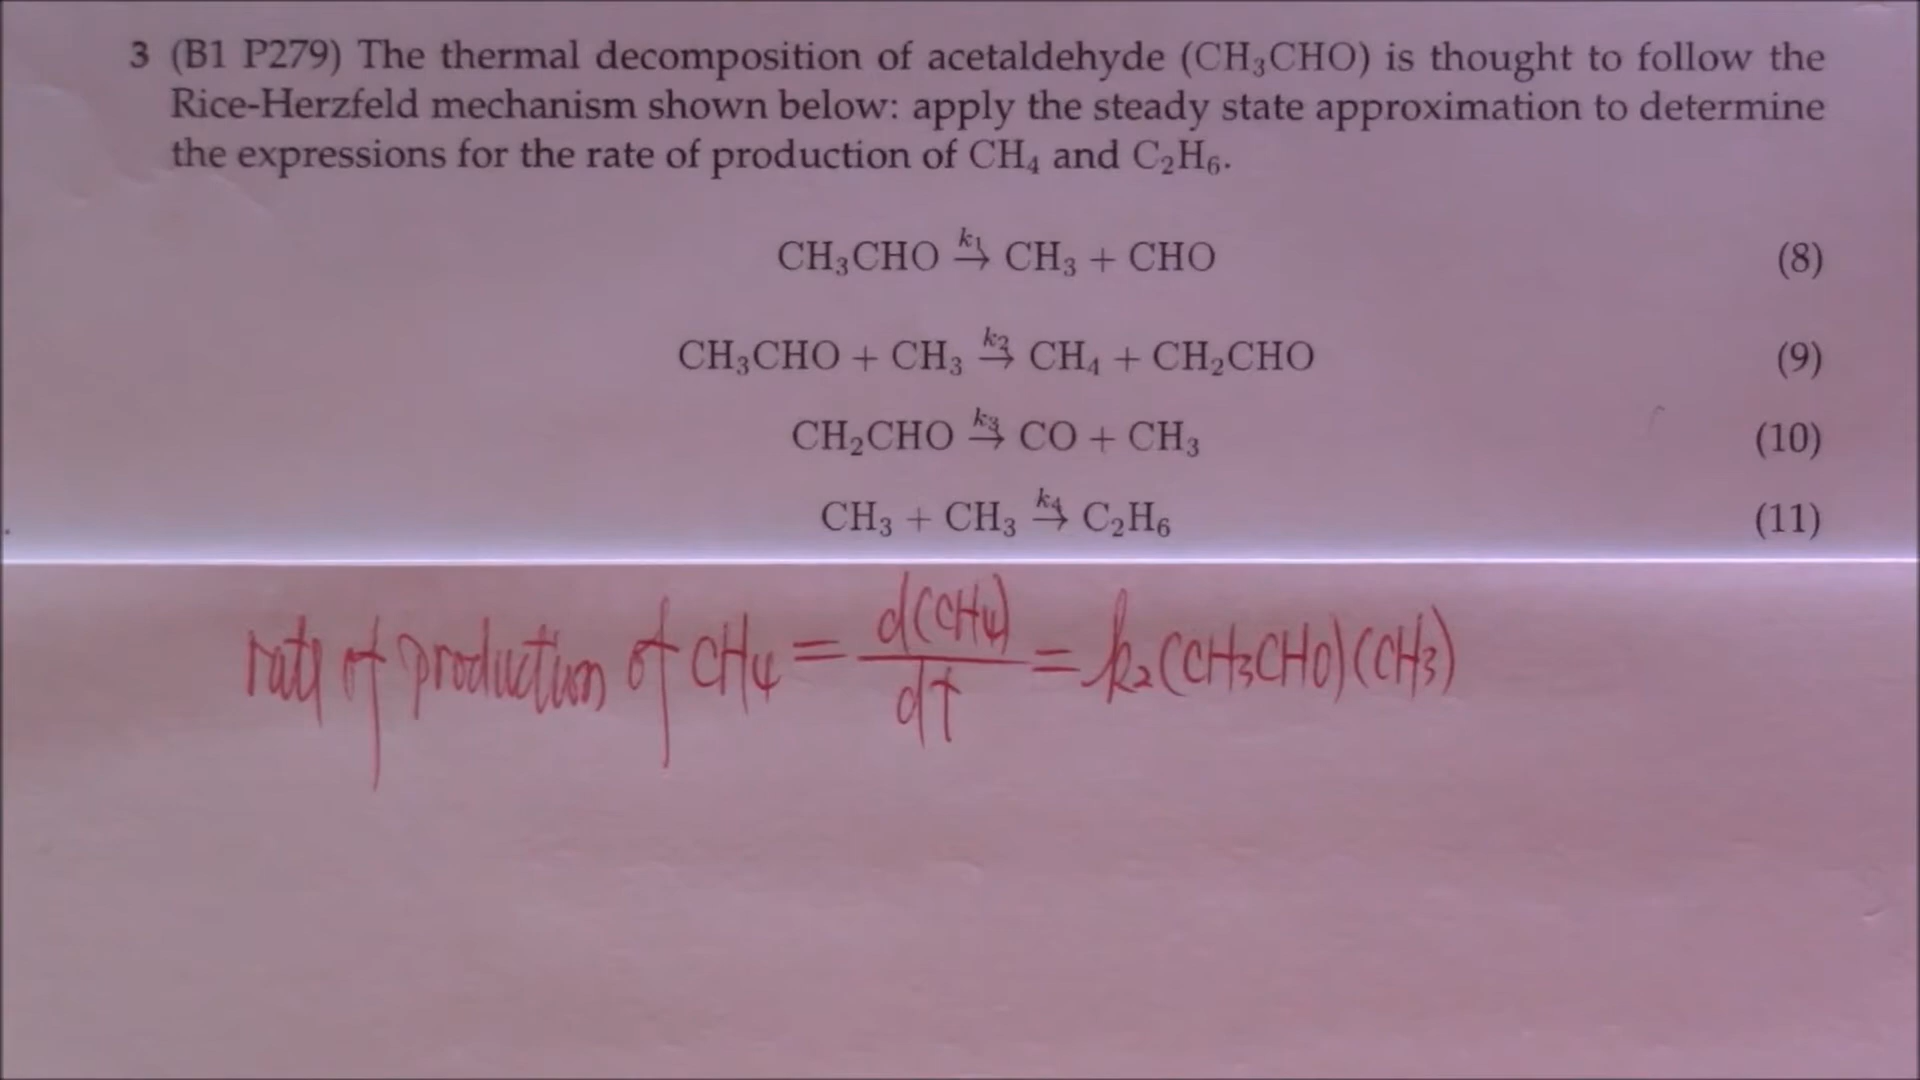 3 (B1 P279) The thermal decomposition of acetaldehyde (CH₃CHO) is thought to follow the
Rice-Herzfeld mechanism shown below: apply the steady state approximation to determine
the expressions for the rate of production of CH₄ and C₂H₆.
CH₃CHO k₁→ CH₃ + CHO (8)
CH₃CHO + CH₃ k₂→ CH₄ + CH₂CHO (9)
CH₂CHO k₃→ CO + CH₃ (10)
CH₃ + CH₃ k₄→ C₂H₆ (11)
rate of production of CH₄ = d(CH₄)/dt = k₂(CH₃CHO)(CH₃)